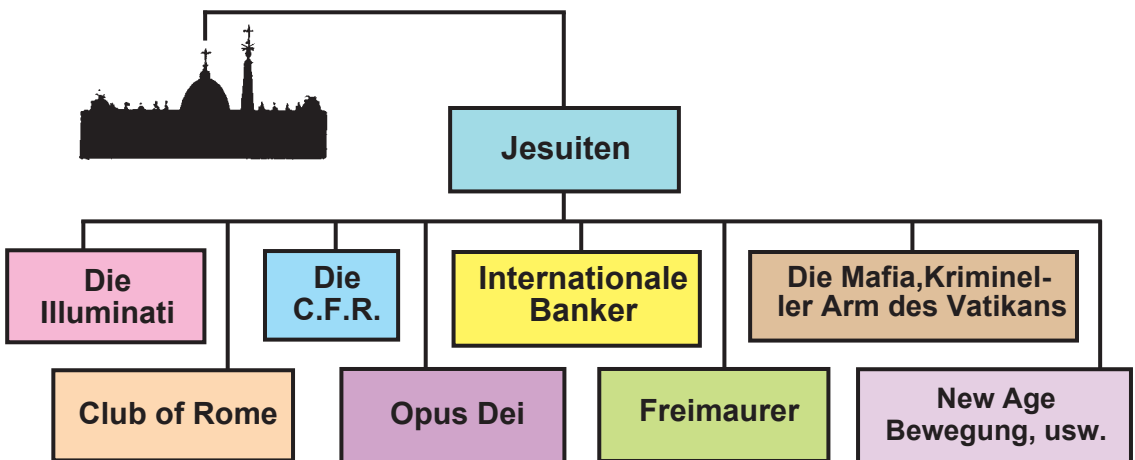 Jesuiten
Die
Illuminati
Die
C.F.R.
Internationale
Banker
Die Mafia,Kriminel-
ler Arm des Vatikans
Club of Rome
Opus Dei
Freimaurer
New Age
Bewegung, usw.